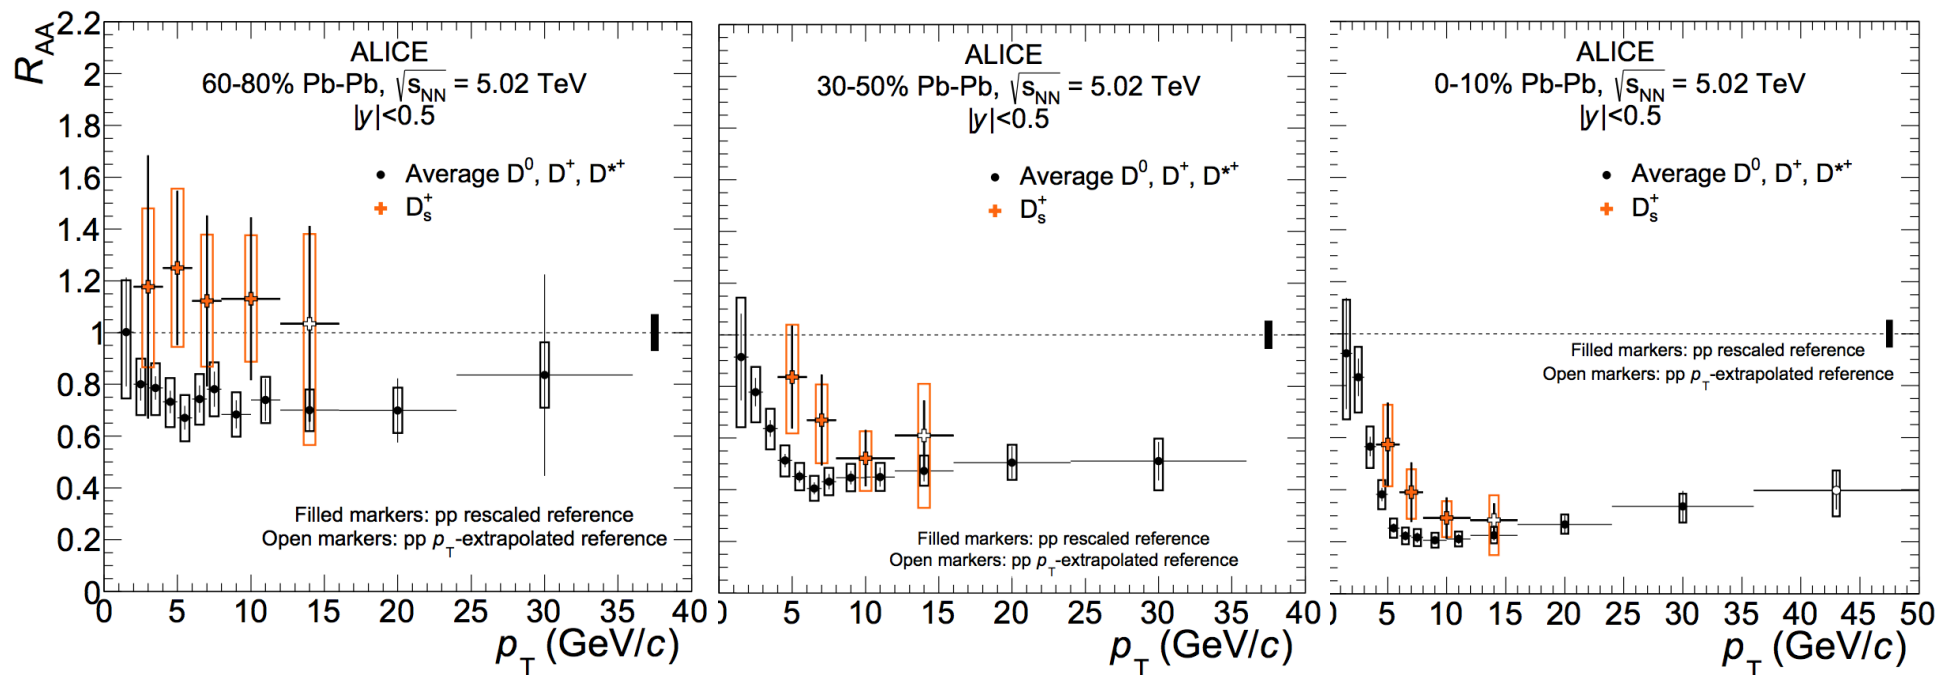 R_AA
2.2
2
1.8
1.6
1.4
1.2
1
0.8
0.6
0.4
0.2
0
ALICE
60-80% Pb-Pb, √s_NN = 5.02 TeV
|y|<0.5
Average D⁰, D⁺, D*⁺
D_s⁺
Filled markers: pp rescaled reference
Open markers: pp p_T-extrapolated reference
0 5 10 15 20 25 30 35 40
p_T (GeV/c)
ALICE
30-50% Pb-Pb, √s_NN = 5.02 TeV
|y|<0.5
Average D⁰, D⁺, D*⁺
D_s⁺
Filled markers: pp rescaled reference
Open markers: pp p_T-extrapolated reference
0 5 10 15 20 25 30 35 40
p_T (GeV/c)
ALICE
0-10% Pb-Pb, √s_NN = 5.02 TeV
|y|<0.5
Average D⁰, D⁺, D*⁺
D_s⁺
Filled markers: pp rescaled reference
Open markers: pp p_T-extrapolated reference
0 5 10 15 20 25 30 35 40 45 50
p_T (GeV/c)